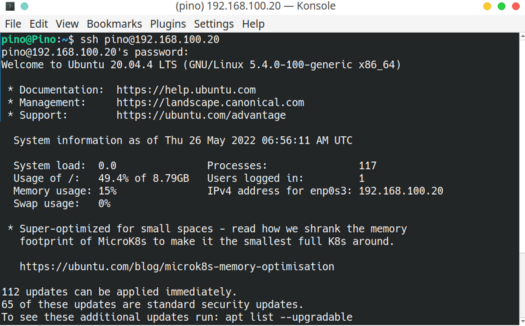 (pino) 192.168.100.20 — Konsole
File Edit View Bookmarks Plugins Settings Help
pino@Pino:~$ ssh pino@192.168.100.20
pino@192.168.100.20's password:
Welcome to Ubuntu 20.04.4 LTS (GNU/Linux 5.4.0-100-generic x86_64)
* Documentation: https://help.ubuntu.com
* Management: https://landscape.canonical.com
* Support: https://ubuntu.com/advantage
System information as of Thu 26 May 2022 06:56:11 AM UTC
System load: 0.0 Processes: 117
Usage of /: 49.4% of 8.79GB Users logged in: 1
Memory usage: 15% IPv4 address for enp0s3: 192.168.100.20
Swap usage: 0%
* Super-optimized for small spaces - read how we shrank the memory
footprint of MicroK8s to make it the smallest full K8s around.
https://ubuntu.com/blog/microk8s-memory-optimisation
112 updates can be applied immediately.
65 of these updates are standard security updates.
To see these additional updates run: apt list --upgradable